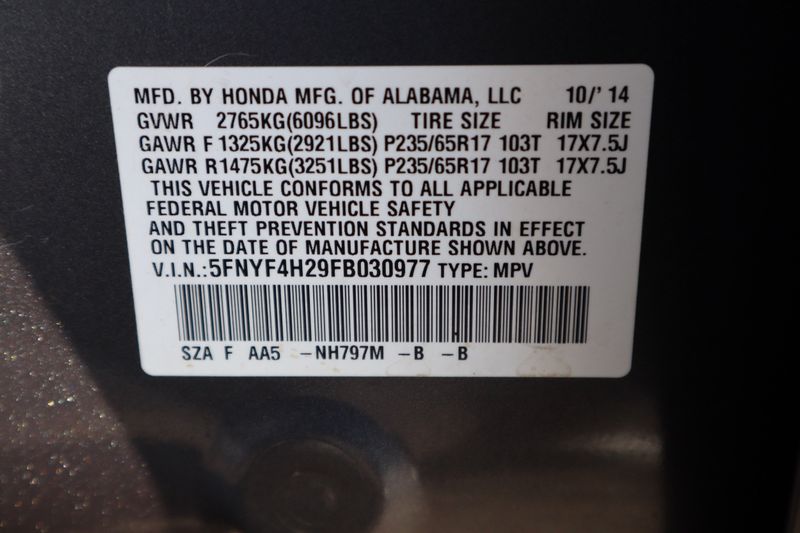 MFD. BY HONDA MFG. OF ALABAMA, LLC 10/'14
GVWR 2765KG(6096LBS) TIRE SIZE RIM SIZE
GAWR F 1325KG(2921LBS) P235/65R17 103T 17X7.5J
GAWR R1475KG(3251LBS) P235/65R17 103T 17X7.5J
THIS VEHICLE CONFORMS TO ALL APPLICABLE
FEDERAL MOTOR VEHICLE SAFETY
AND THEFT PREVENTION STANDARDS IN EFFECT
ON THE DATE OF MANUFACTURE SHOWN ABOVE.
V.I.N.:5FNYF4H29FB030977 TYPE: MPV
SZA F AA5 -NH797M -B -B